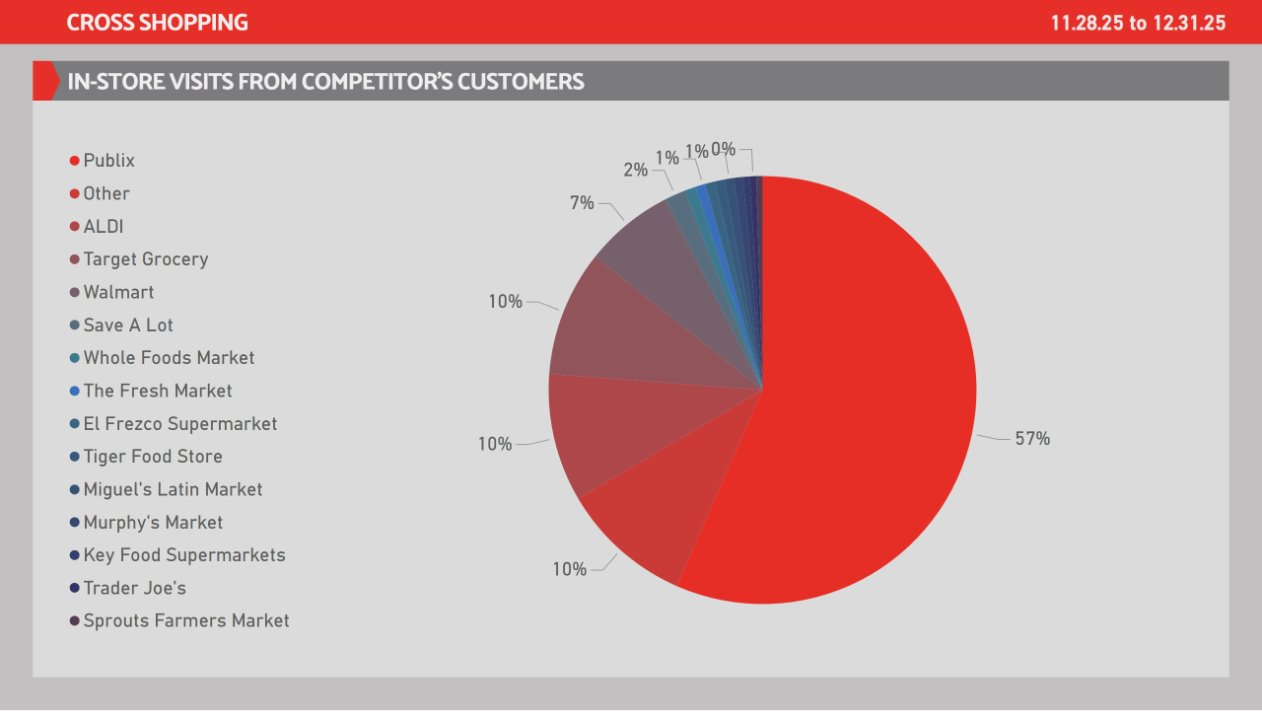 CROSS SHOPPING
11.28.25 to 12.31.25
IN-STORE VISITS FROM COMPETITOR'S CUSTOMERS
Publix
Other
ALDI
Target Grocery
Walmart
Save A Lot
Whole Foods Market
The Fresh Market
El Frezco Supermarket
Tiger Food Store
Miguel's Latin Market
Murphy's Market
Key Food Supermarkets
Trader Joe's
Sprouts Farmers Market
57%
10%
10%
10%
7%
2%
1%
1%
0%